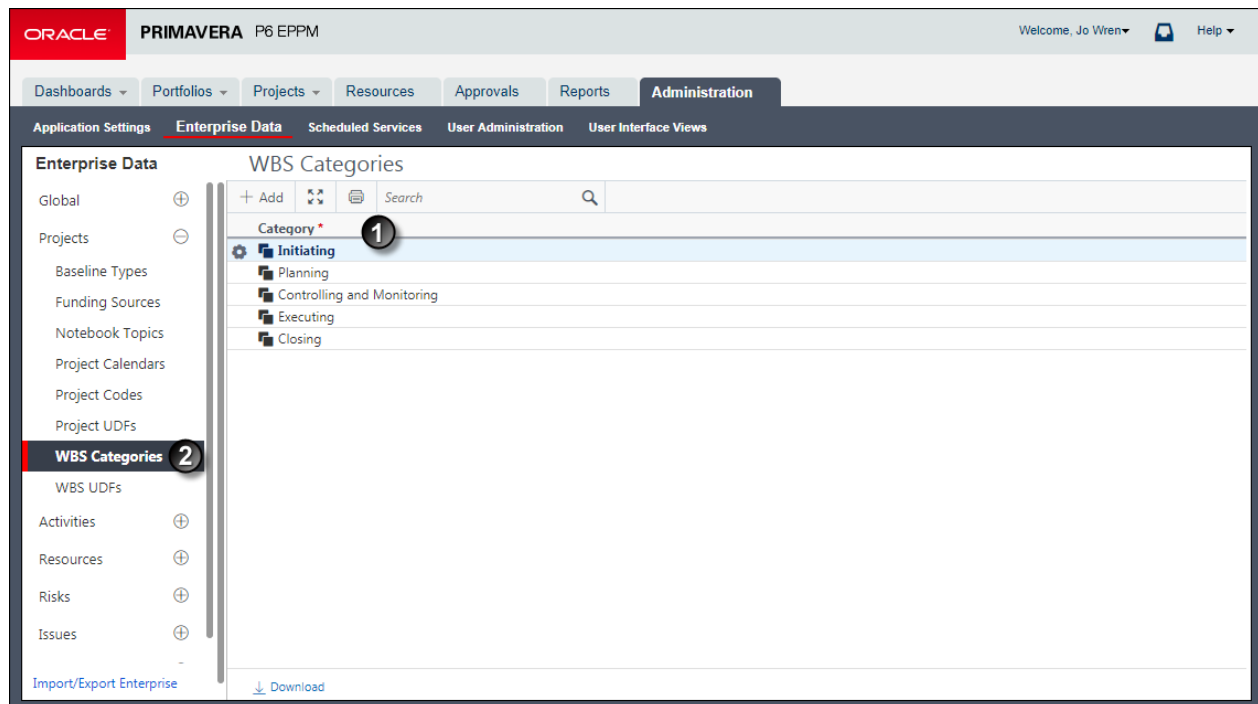 ORACLE PRIMAVERA P6 EPPM Welcome, Jo Wren Help
Dashboards Portfolios Projects Resources Approvals Reports Administration
Application Settings Enterprise Data Scheduled Services User Administration User Interface Views
Enterprise Data
Global
Projects
Baseline Types
Funding Sources
Notebook Topics
Project Calendars
Project Codes
Project UDFs
WBS Categories 2
WBS UDFs
Activities
Resources
Risks
Issues
Import/Export Enterprise
WBS Categories
+ Add Search
Category * 1
Initiating
Planning
Controlling and Monitoring
Executing
Closing
Download